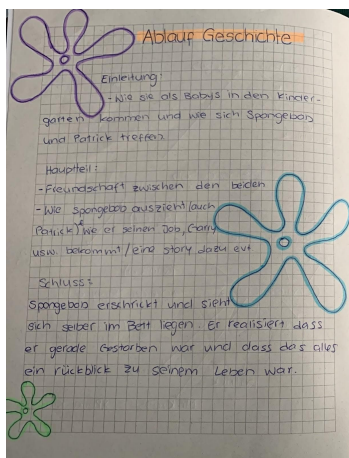 Ablauf Geschichte
Einleitung:
-Wie sie als Babys in den Kinder-
garten kommen und wie sich Spongebob
und Patrick treffen
Hauptteil:
-Freundschaft zwischen den beiden
-Wie Spongebob auszieht (auch
Patrick) we er seinen Job, Garry
usw. bekommt/eine story dazu evt
Schluss:
Spongebob erschrickt und sieht
sich selber im Bett liegen. Er realisiert dass
er gerade Gestorben war und dass das alles
ein rückblick zu seinem Leben war.